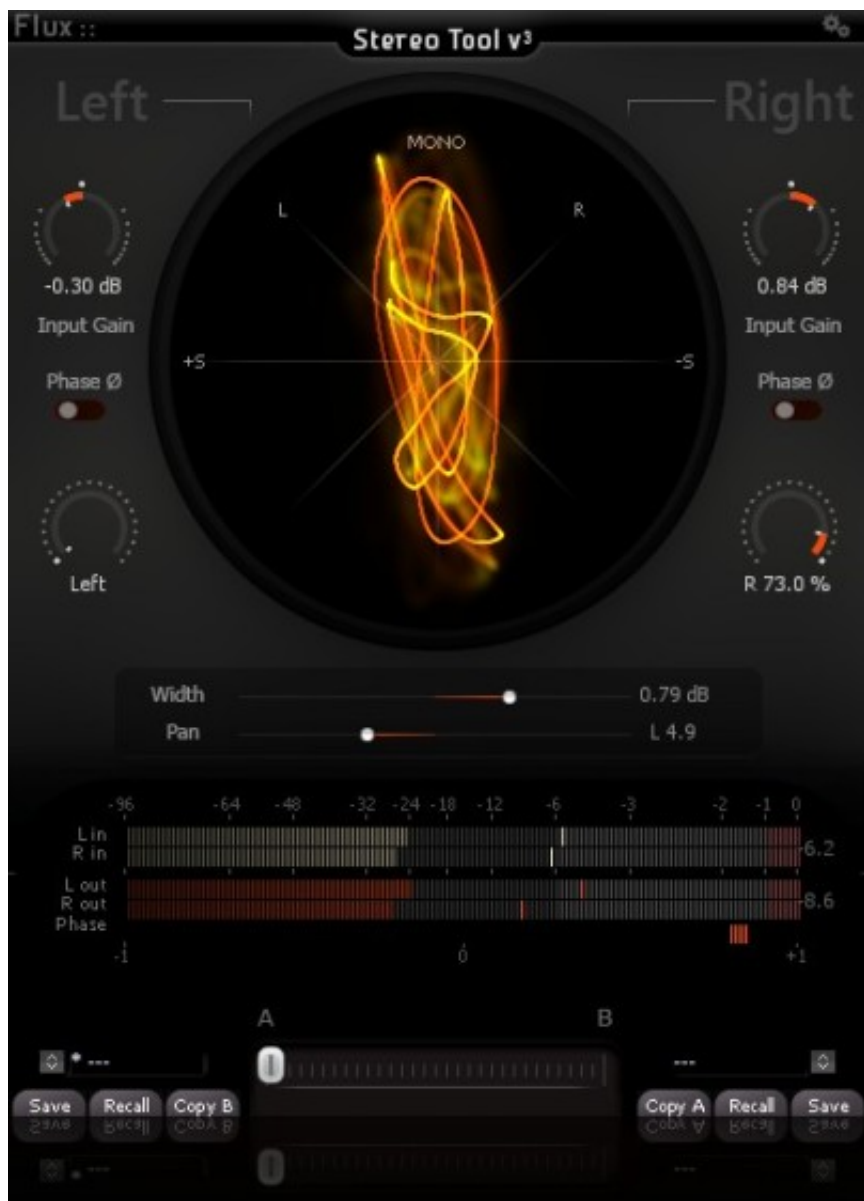 Flux ::
Stereo Tool v³
Left
Right
MONO
L
R
-0.30 dB
0.84 dB
Input Gain
Input Gain
+S
-S
Phase Ø
Phase Ø
Left
R 73.0 %
Width
0.79 dB
Pan
L 4.9
-96 -64 -48 -32 -24 -18 -12 -6 -3 -2 -1 0
L in
R in
-6.2
L out
R out
-8.6
Phase
-1 0 +1
A
B
* ---
---
Save Recall Copy B
Copy A Recall Save